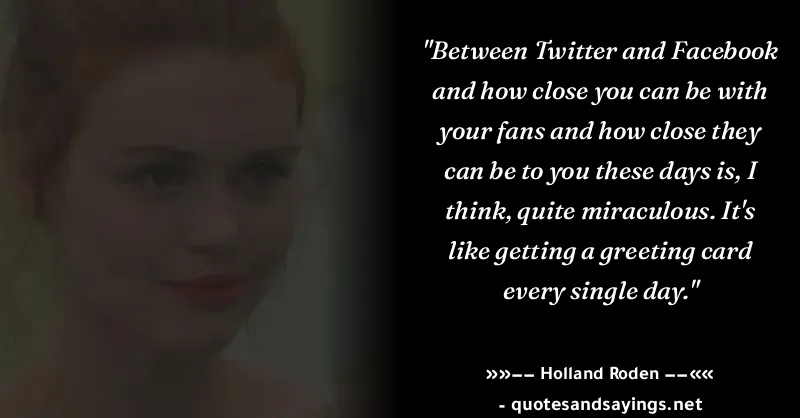 "Between Twitter and Facebook
and how close you can be with
your fans and how close they
can be to you these days is, I
think, quite miraculous. It's
like getting a greeting card
every single day."
»»−− Holland Roden −−««
- quotesandsayings.net